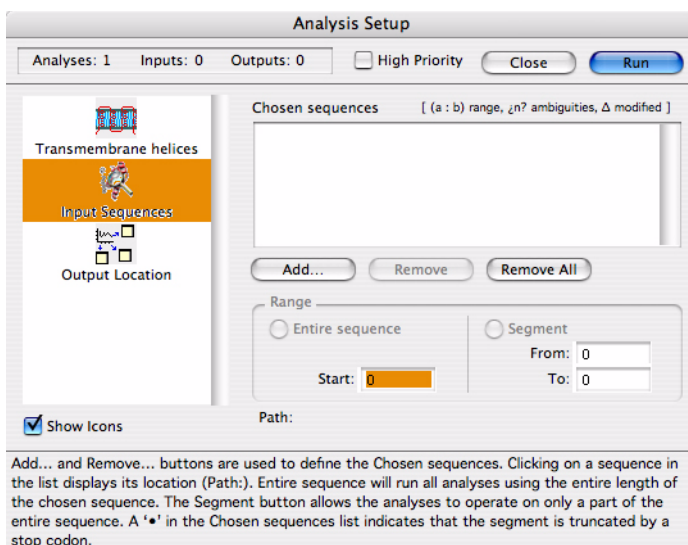 Analysis Setup
Analyses: 1 Inputs: 0 Outputs: 0
High Priority
Close
Run
Transmembrane helices
Input Sequences
Output Location
Show Icons
Chosen sequences [ (a : b) range, ¿n? ambiguities, Δ modified ]
Add...
Remove
Remove All
Range
Entire sequence
Start: 0
Segment
From: 0
To: 0
Path:
Add... and Remove... buttons are used to define the Chosen sequences. Clicking on a sequence in
the list displays its location (Path:). Entire sequence will run all analyses using the entire length of
the chosen sequence. The Segment button allows the analyses to operate on only a part of the
entire sequence. A ‘•’ in the Chosen sequences list indicates that the segment is truncated by a
stop codon.